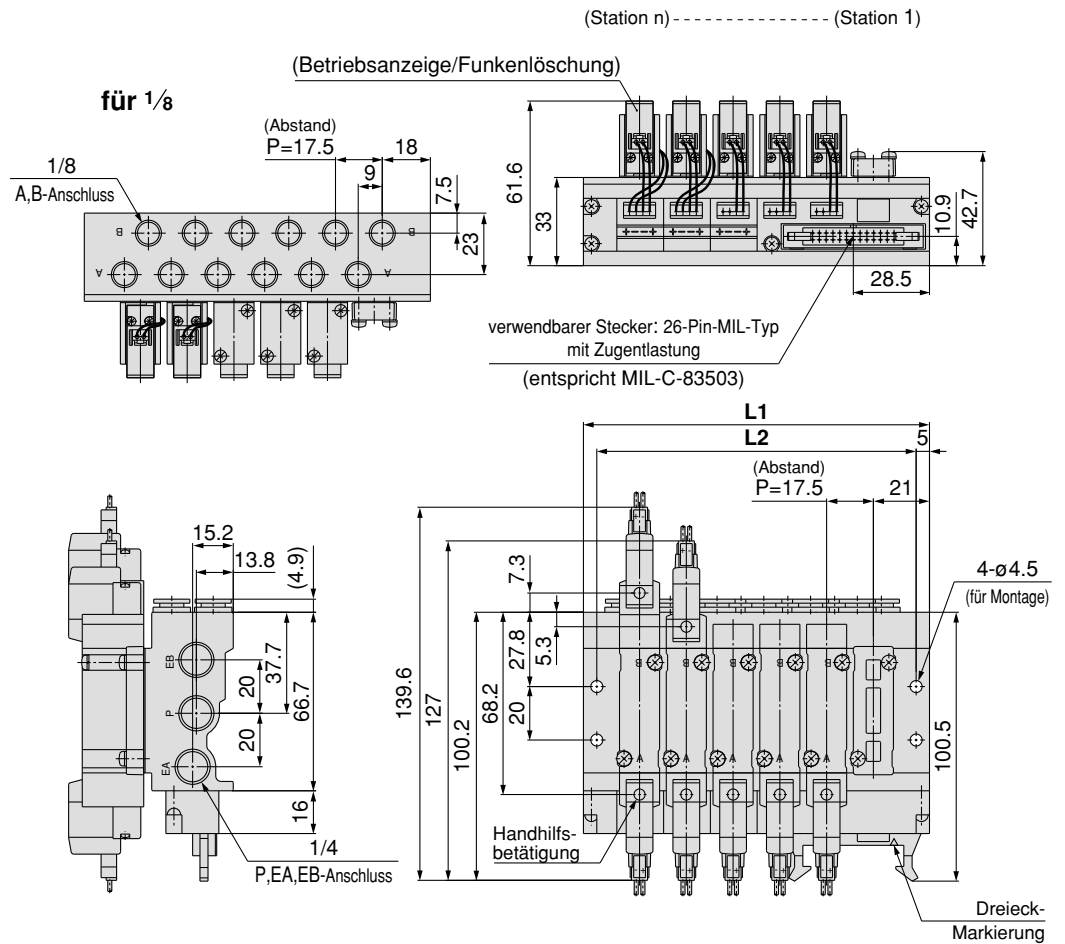 (Station n) (Station 1)
(Betriebsanzeige/Funkenlöschung)
für 1/8
(Abstand)
P=17.5
18
9
7.5
23
1/8
A,B-Anschluss
B
B
A
A
61.6
33
10.9
42.7
28.5
verwendbarer Stecker: 26-Pin-MIL-Typ
mit Zugentlastung
(entspricht MIL-C-83503)
L1
L2
5
(Abstand)
P=17.5
21
15.2
13.8
(4.9)
EB
P
EA
20
20
37.7
66.7
16
1/4
P,EA,EB-Anschluss
139.6
127
100.2
68.2
27.8
20
7.3
5.3
B B B B B
A A A A A
4-ø4.5
(für Montage)
100.5
Handhilfs-
betätigung
Dreieck-
Markierung